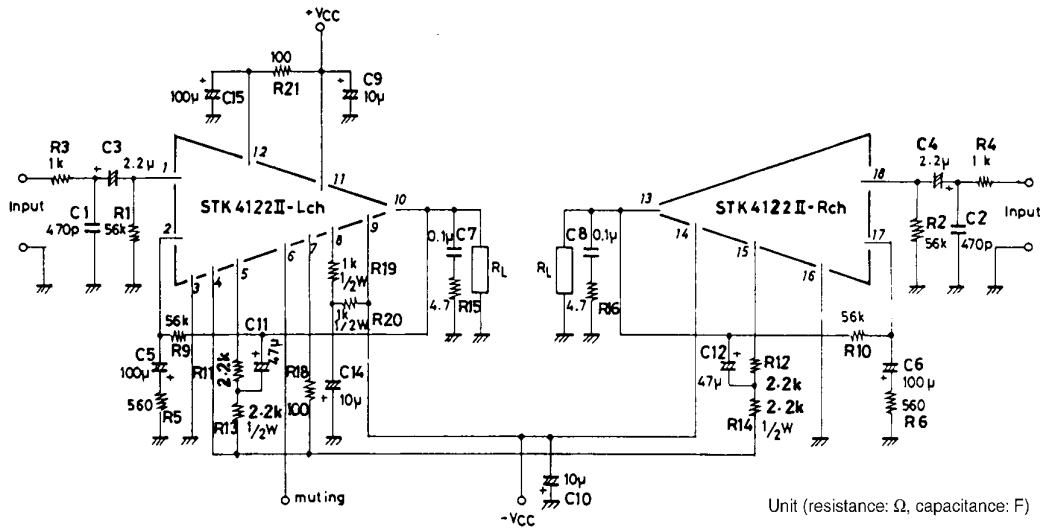 +VCC
100
R21
C9
10µ
100µ
C15
R3
1k
C3
2.2µ
1
12
11
10
STK4122II-Lch
Input
C1
470p
R1
56k
2
3
4
5
6
7
8
9
0.1µ
C7
RL
4.7
R15
1k
1/2W
R19
1k
1/2W
R20
56k
R9
C11
47µ
C5
100µ
R11
2.2k
R18
100
C14
10µ
560
R5
R13
2.2k
1/2W
muting
-VCC
10µ
C10
13
STK4122II-Rch
14
15
16
17
18
C8
0.1µ
RL
4.7
R16
C4
2.2µ
R4
1k
R2
56k
C2
470p
Input
56k
R10
C12
47µ
R12
2.2k
2.2k
R14
1/2W
C6
100µ
560
R6
Unit (resistance: Ω, capacitance: F)